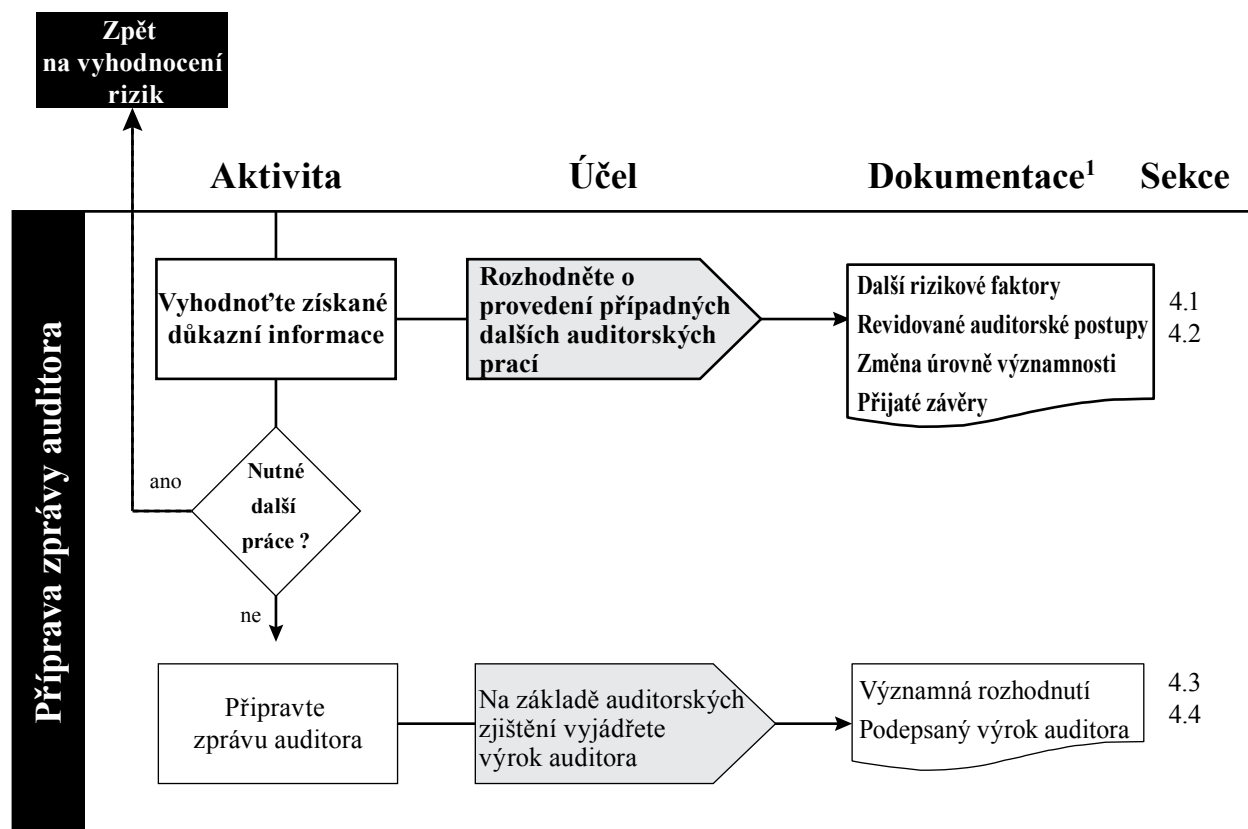 Zpět
na vyhodnocení
rizik
Aktivita
Účel
Dokumentace¹
Sekce
Příprava zprávy auditora
Vyhodnoťte získané
důkazní informace
Rozhodněte o
provedení případných
dalších auditorských
prací
Další rizikové faktory
Revidované auditorské postupy
Změna úrovně významnosti
Přijaté závěry
4.1
4.2
ano
Nutné
další
práce ?
ne
Připravte
zprávu auditora
Na základě auditorských
zjištění vyjádřete
výrok auditora
Významná rozhodnutí
Podepsaný výrok auditora
4.3
4.4